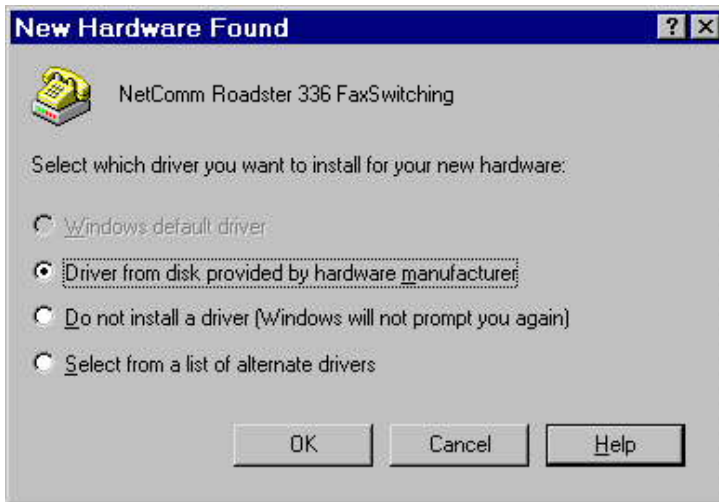 New Hardware Found
NetComm Roadster 336 FaxSwitching
Select which driver you want to install for your new hardware:
Windows default driver
Driver from disk provided by hardware manufacturer
Do not install a driver (Windows will not prompt you again)
Select from a list of alternate drivers
OK Cancel Help